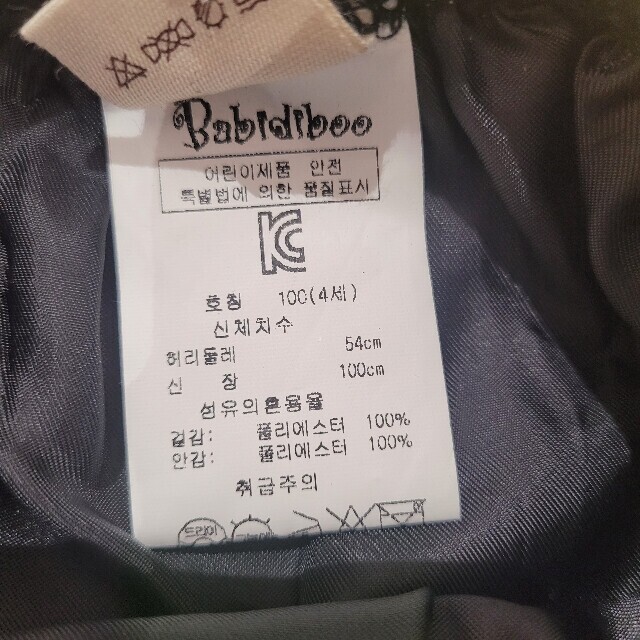 Babidiboo
어린이제품 안전
특별법에 의한 품질표시
KC
호칭 100(4세)
신체치수
허리둘레 54cm
신 장 100cm
섬유의혼용율
겉감: 폴리에스터 100%
안감: 폴리에스터 100%
취급주의
드라이